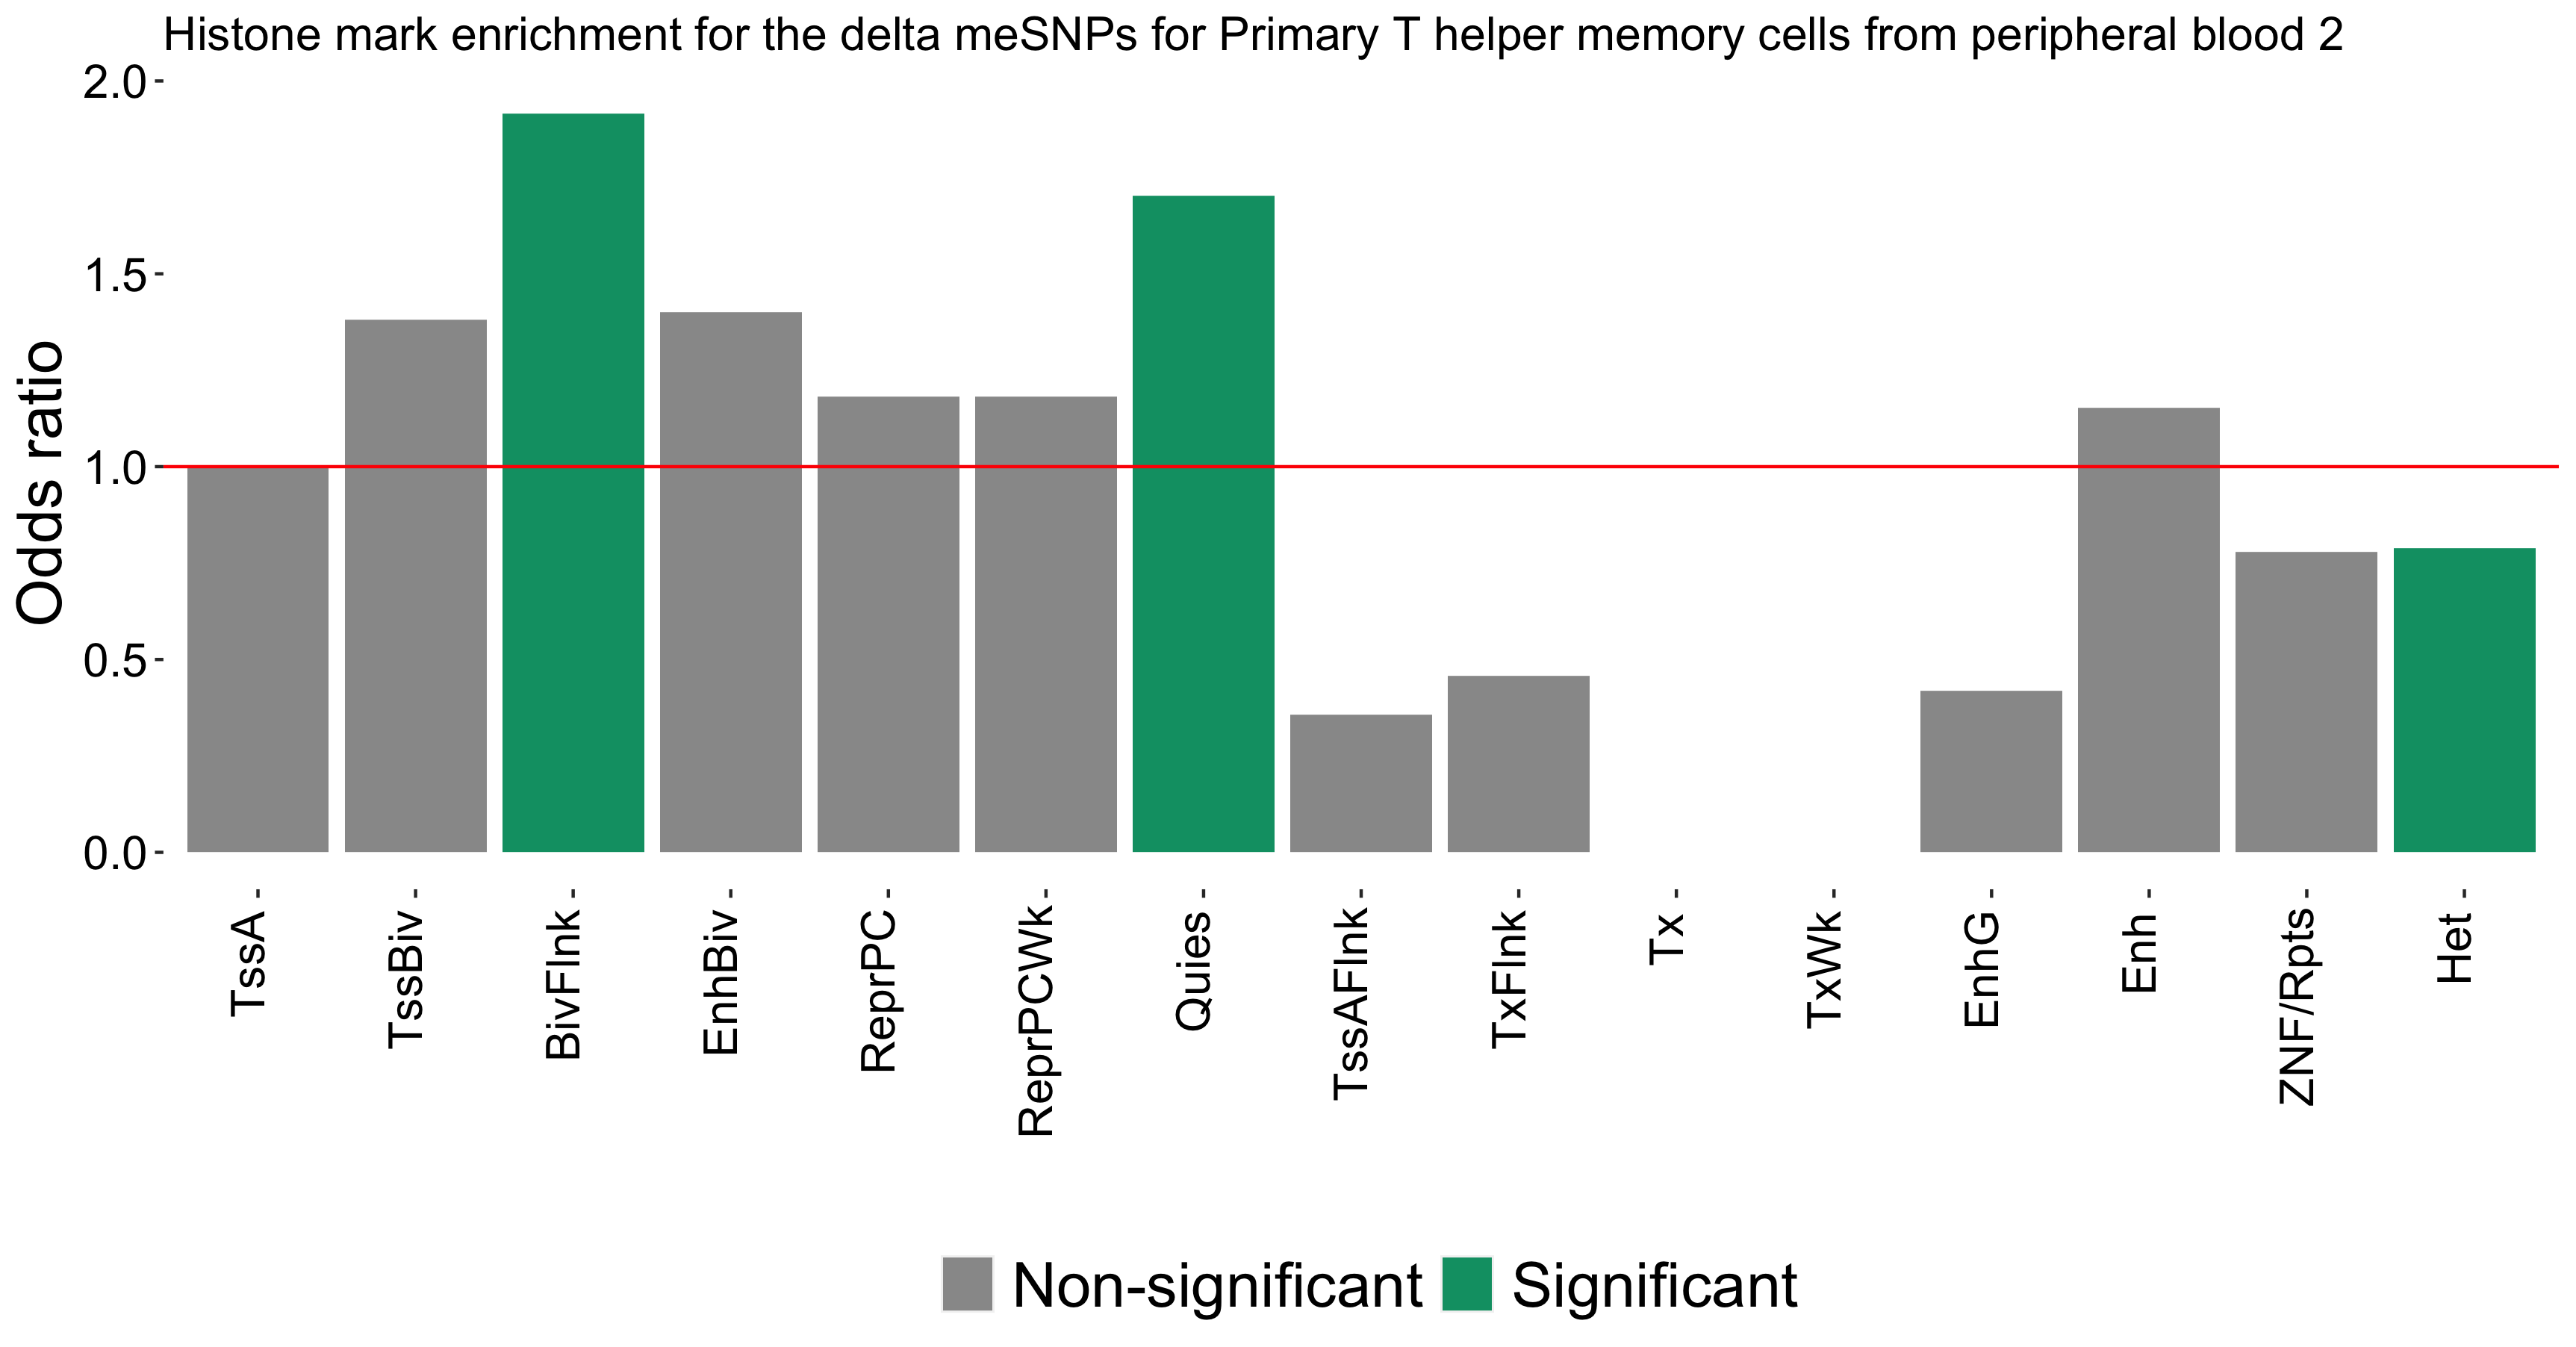 Histone mark enrichment for the delta meSNPs for Primary T helper memory cells from peripheral blood 2
Odds ratio
2.0
1.5
1.0
0.5
0.0
TssA
TssBiv
BivFlnk
EnhBiv
ReprPC
ReprPCWk
Quies
TssAFlnk
TxFlnk
Tx
TxWk
EnhG
Enh
ZNF/Rpts
Het
Non-significant
Significant